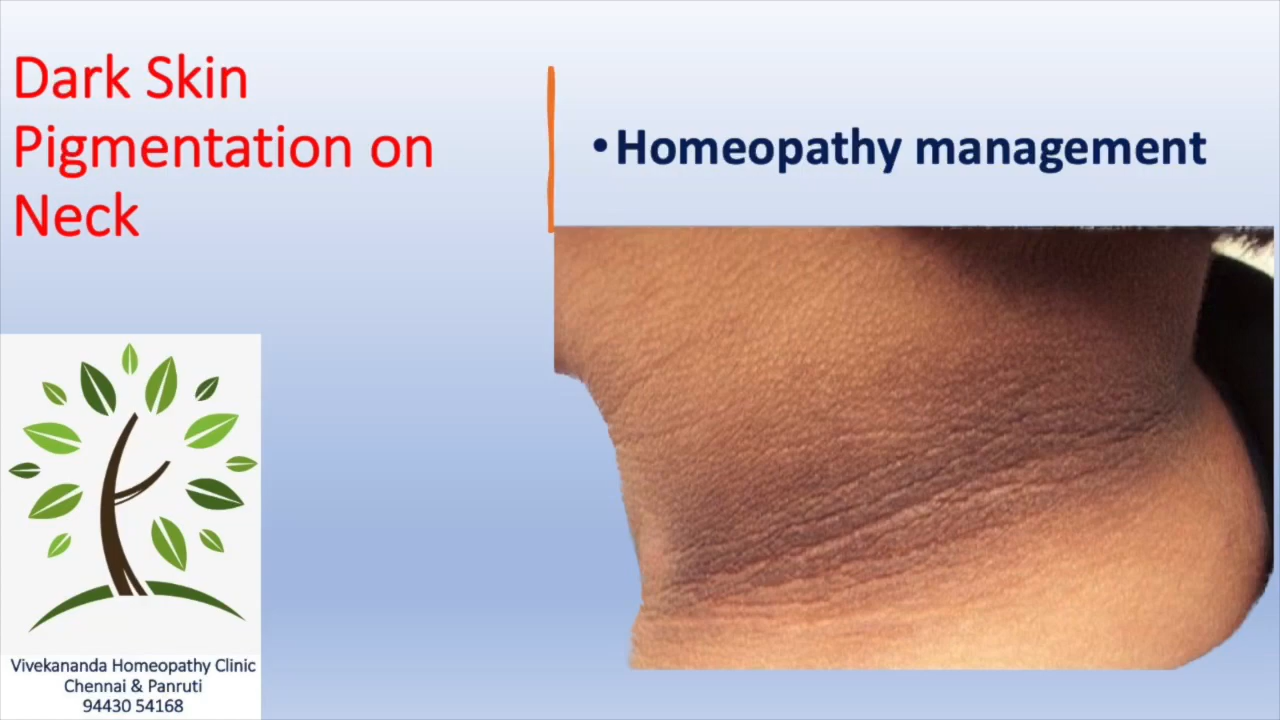 Dark Skin
Pigmentation on
Neck
•Homeopathy management
Vivekananda Homeopathy Clinic
Chennai & Panruti
94430 54168